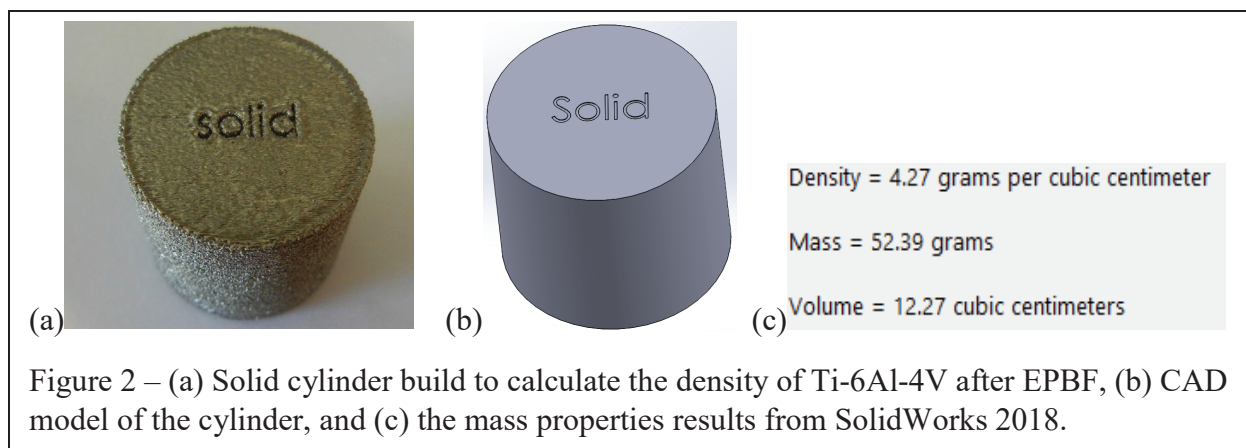 solid
Solid
Density = 4.27 grams per cubic centimeter
Mass = 52.39 grams
Volume = 12.27 cubic centimeters
(a) (b) (c)
Figure 2 – (a) Solid cylinder build to calculate the density of Ti-6Al-4V after EPBF, (b) CAD
model of the cylinder, and (c) the mass properties results from SolidWorks 2018.